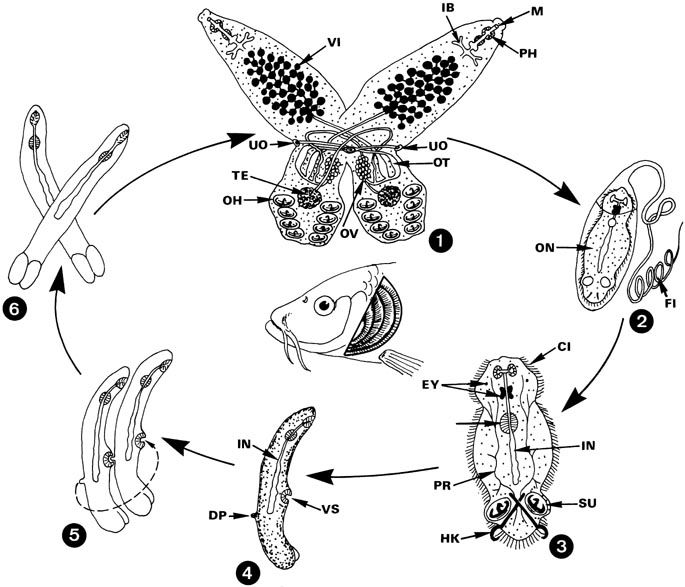 IB
M
VI
PH
UO
UO
TE
OT
OH
OV
1
ON
FI
2
6
CI
EY
IN
IN
PR
SU
DP
VS
HK
5
4
3